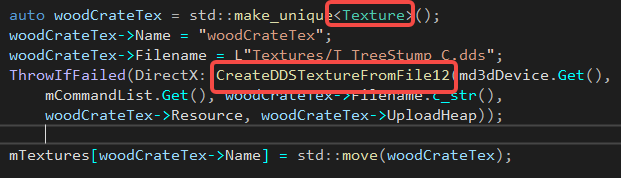 auto woodCrateTex = std::make_unique<Texture>();
woodCrateTex->Name = "woodCrateTex";
woodCrateTex->Filename = L"Textures/T_TreeStump_C.dds";
ThrowIfFailed(DirectX: CreateDDSTextureFromFile12(md3dDevice.Get(),
mCommandList.Get(), woodCrateTex->Filename.c_str(),
woodCrateTex->Resource, woodCrateTex->UploadHeap));
mTextures[woodCrateTex->Name] = std::move(woodCrateTex);